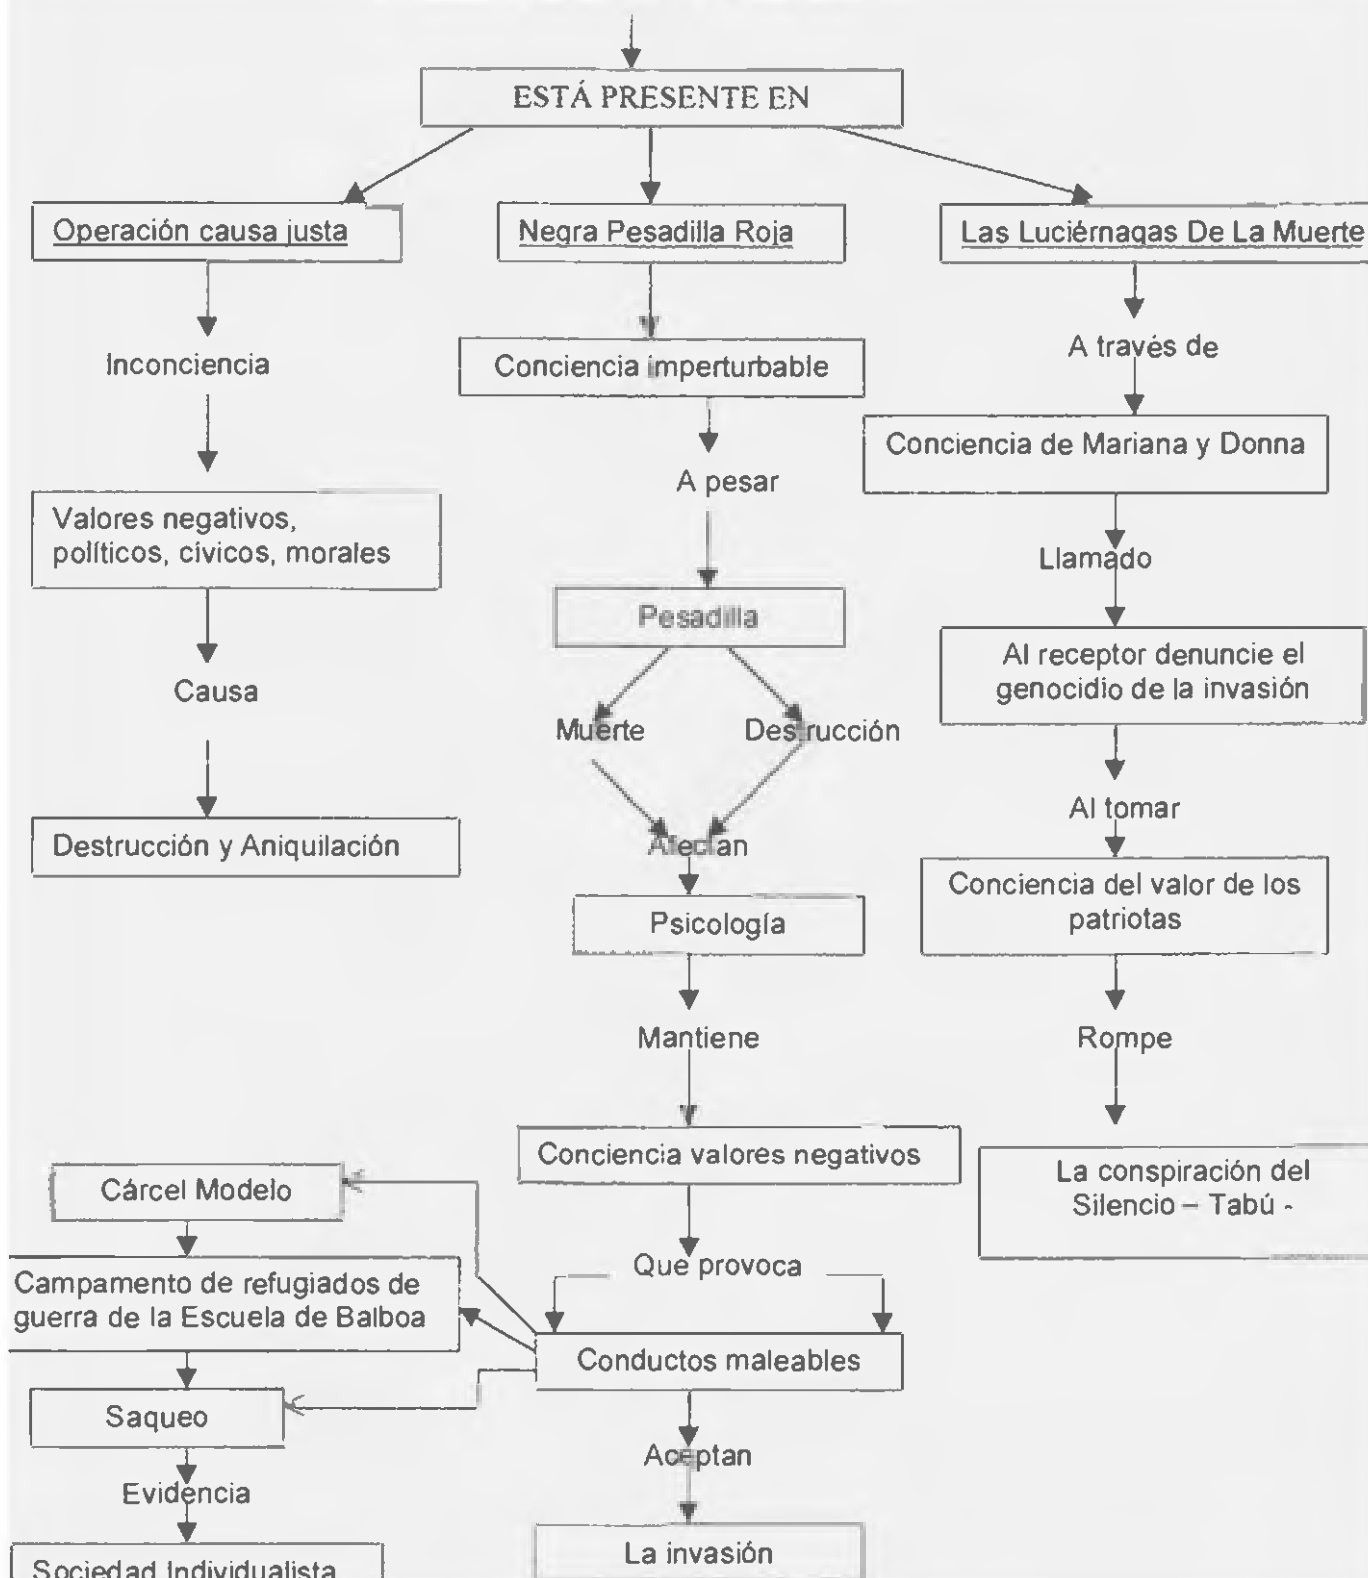 ESTÁ PRESENTE EN
Operación causa justa
Inconciencia
Valores negativos,
políticos, cívicos, morales
Causa
Destrucción y Aniquilación
Negra Pesadilla Roja
Conciencia imperturbable
A pesar
Pesadilla
Muerte
Destrucción
Afectan
Psicología
Mantiene
Conciencia valores negativos
Que provoca
Conductos maleables
Aceptan
La invasión
Cárcel Modelo
Campamento de refugiados de
guerra de la Escuela de Balboa
Saqueo
Evidencia
Sociedad Individualista
Las Luciérnagas De La Muerte
A través de
Conciencia de Mariana y Donna
Llamado
Al receptor denuncie el
genocidio de la invasión
Al tomar
Conciencia del valor de los
patriotas
Rompe
La conspiración del
Silencio – Tabú -